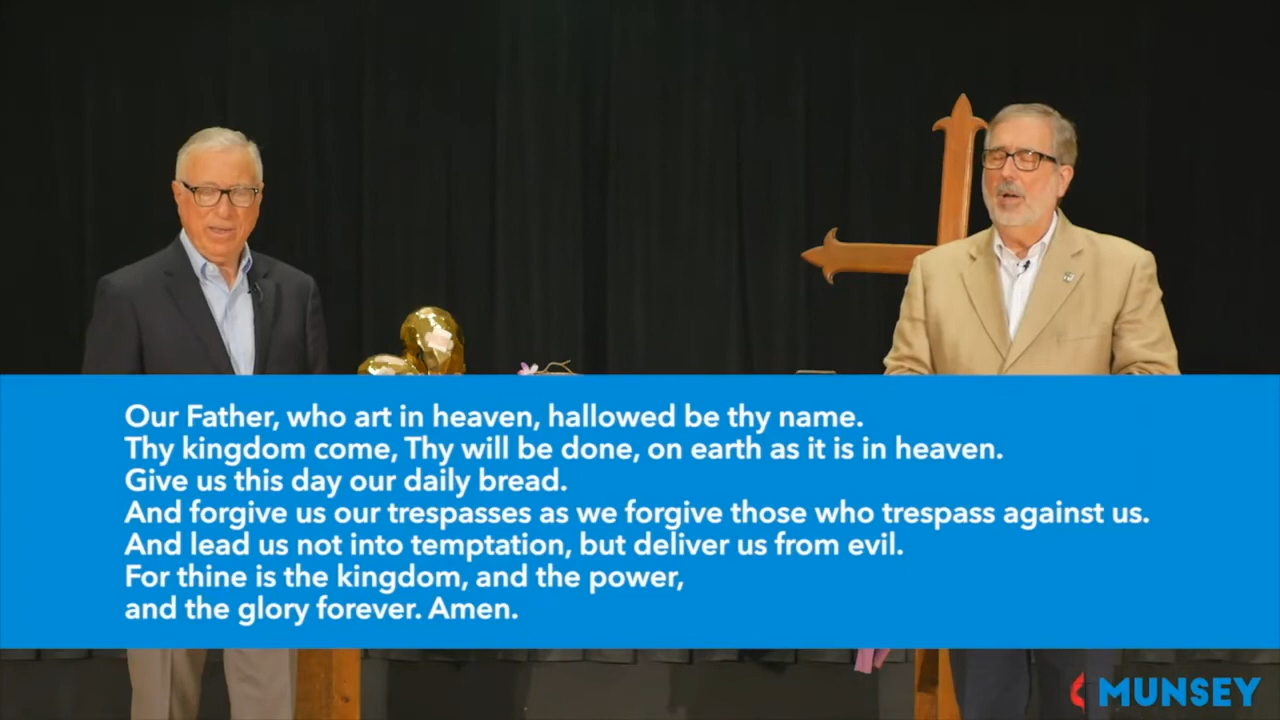 Our Father, who art in heaven, hallowed be thy name.
Thy kingdom come, Thy will be done, on earth as it is in heaven.
Give us this day our daily bread.
And forgive us our trespasses as we forgive those who trespass against us.
And lead us not into temptation, but deliver us from evil.
For thine is the kingdom, and the power,
and the glory forever. Amen.
MUNSEY